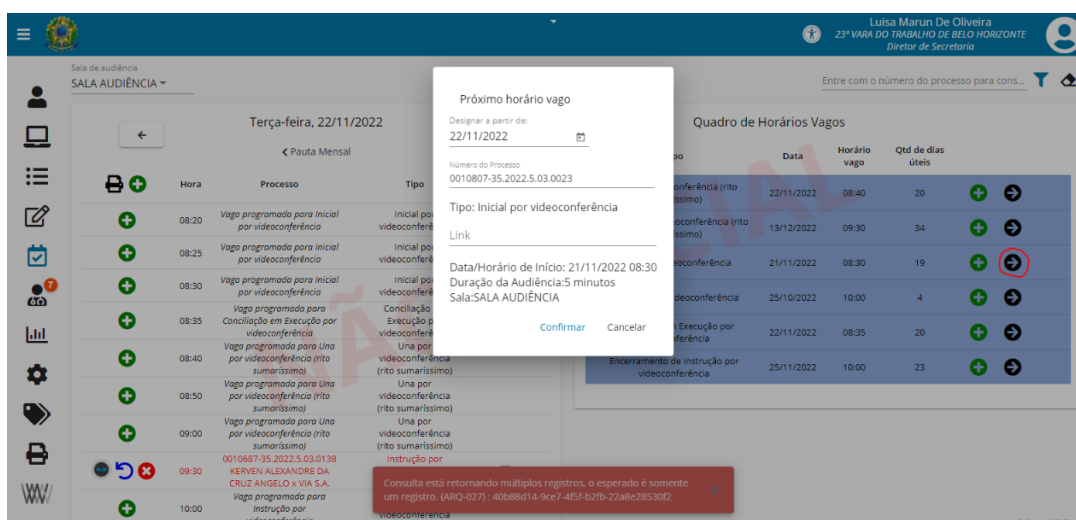 Luisa Marun De Oliveira
23ª VARA DO TRABALHO DE BELO HORIZONTE
Diretor de Secretaria
Sala de audiência
SALA AUDIÊNCIA
Entre com o número do processo para cons...
Terça-feira, 22/11/2022
Pauta Mensal
Hora Processo Tipo
08:20 Vaga programada para Inicial por videoconferência Inicial por
08:25 Vaga programada para Inicial por videoconferência Inicial
08:30 Vaga programada para Inicial por videoconferência Inicial
08:35 Vaga programada para Conciliação em Execução por videoconferência Conciliação Execução
08:40 Vaga programada para Una por videoconferência (rito sumaríssimo) Una por videoconferência (rito sumaríssimo)
08:50 Vaga programada para Una por videoconferência (rito sumaríssimo) Una por videoconferência (rito sumaríssimo)
09:00 Vaga programada para Una por videoconferência (rito sumaríssimo) Una por videoconferência (rito sumaríssimo)
09:30 0010687-35.2022.5.03.0138 KERVEN ALEXANDRE DA CRUZ ANGELO x VIA S.A. Instrução por
10:00 Vaga programada para Instrução por videoconferência
Próximo horário vago
Designar a partir de:
22/11/2022
Número do Processo
0010807-35.2022.5.03.0023
Tipo: Inicial por videoconferência
Link
Data/Horário de Início: 21/11/2022 08:30
Duração da Audiência:5 minutos
Sala:SALA AUDIÊNCIA
Confirmar Cancelar
Quadro de Horários Vagos
Data Horário vago Qtd de dias úteis
(rito 22/11/2022 08:40 20
(rito 13/12/2022 09:30 34
21/11/2022 08:30 19
25/10/2022 10:00 4
Execução por 22/11/2022 08:35 20
Encerramento de Instrução por videoconferência 25/11/2022 10:00 23
Consulta está retornando múltiplos registros, o esperado é somente
um registro. (ARQ-027) : 40b88d14-9ce7-4f5f-b2fb-22a8e28530f2
7